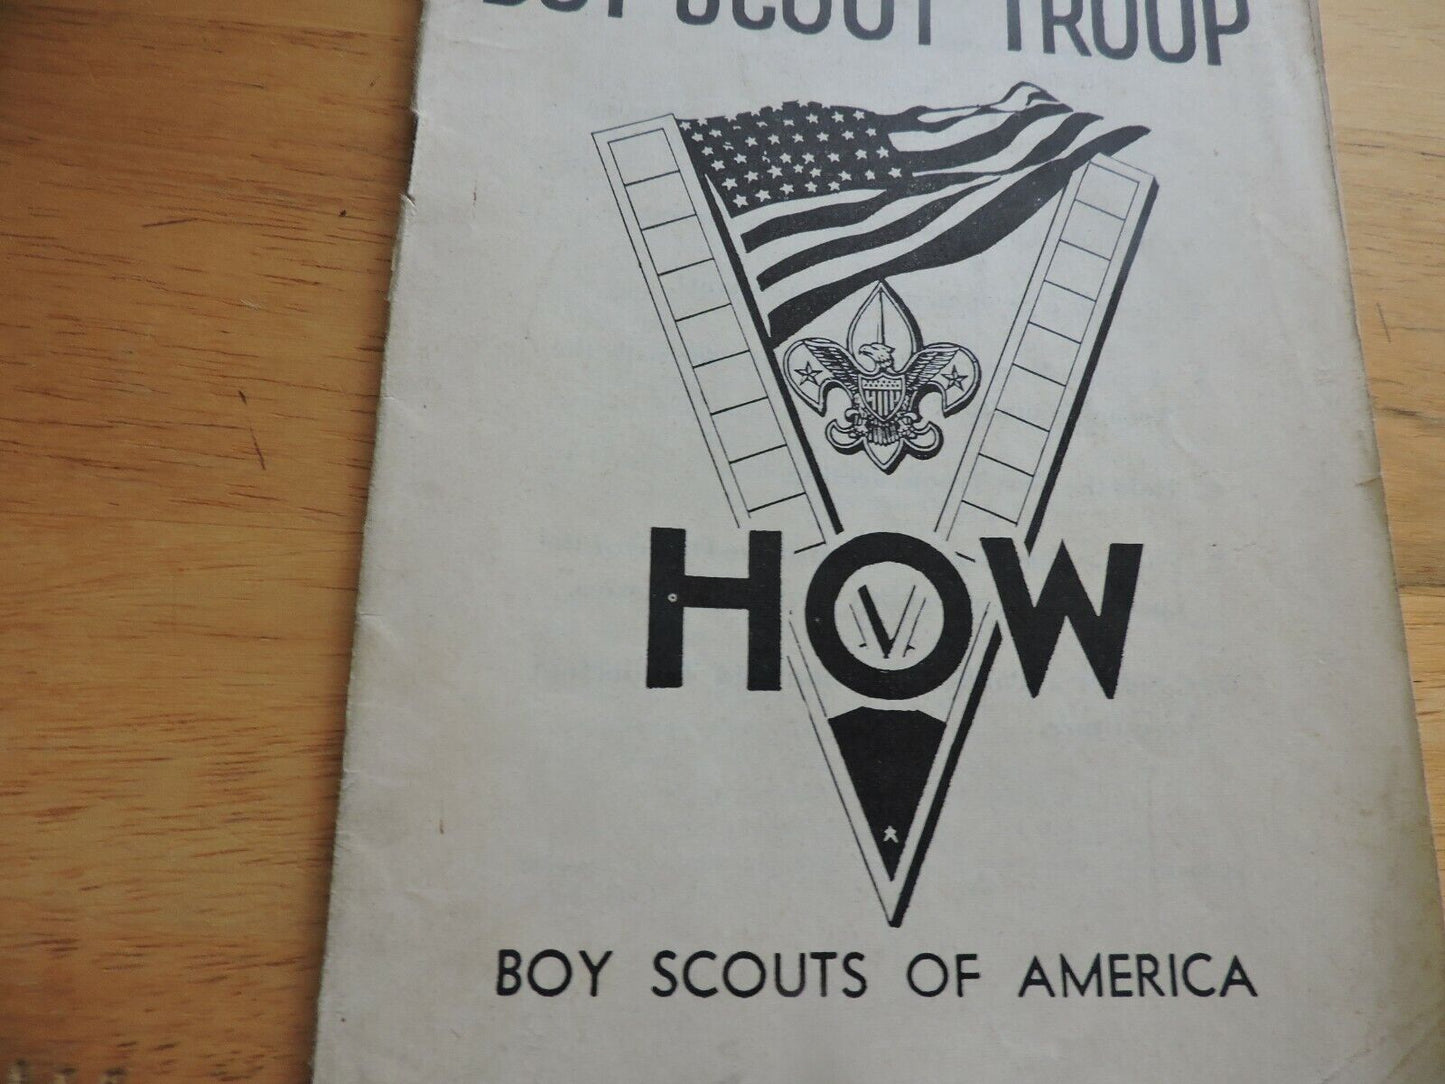 BOY SCOUT TROOP
HOW
V
BOY SCOUTS OF AMERICA